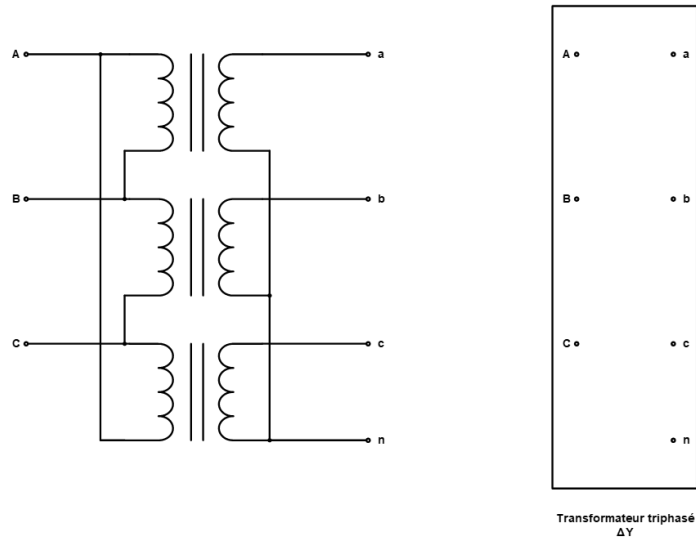 A a A a
B b B b
C c C c
n n
Transformateur triphasé
ΔY